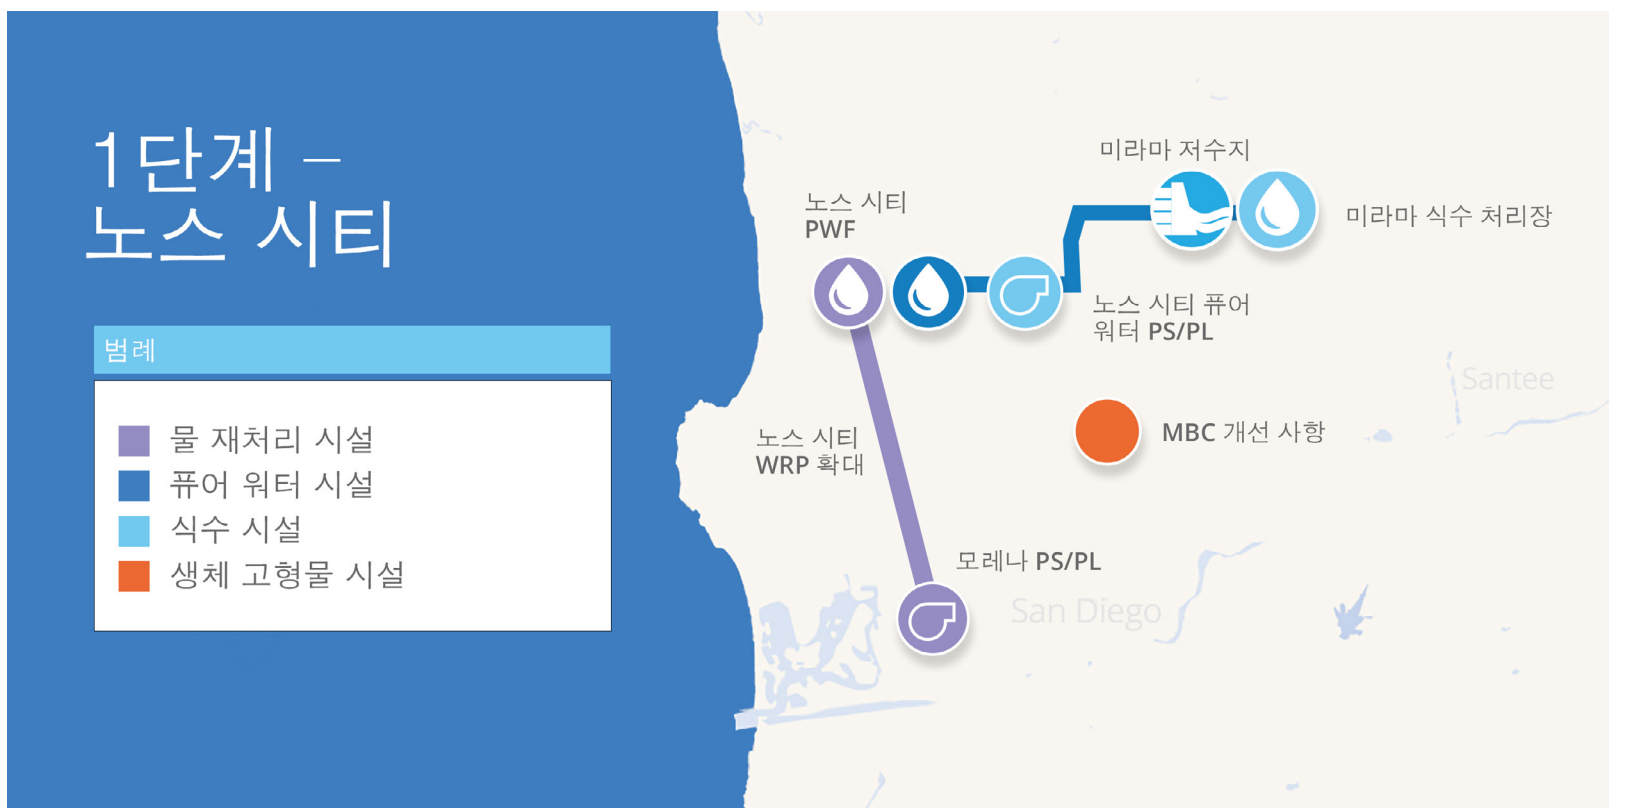 1단계 –
노스 시티
범례
물 재처리 시설
퓨어 워터 시설
식수 시설
생체 고형물 시설
미라마 저수지
노스 시티
PWF
미라마 식수 처리장
노스 시티 퓨어
워터 PS/PL
Santee
MBC 개선 사항
노스 시티
WRP 확대
모레나 PS/PL
San Diego